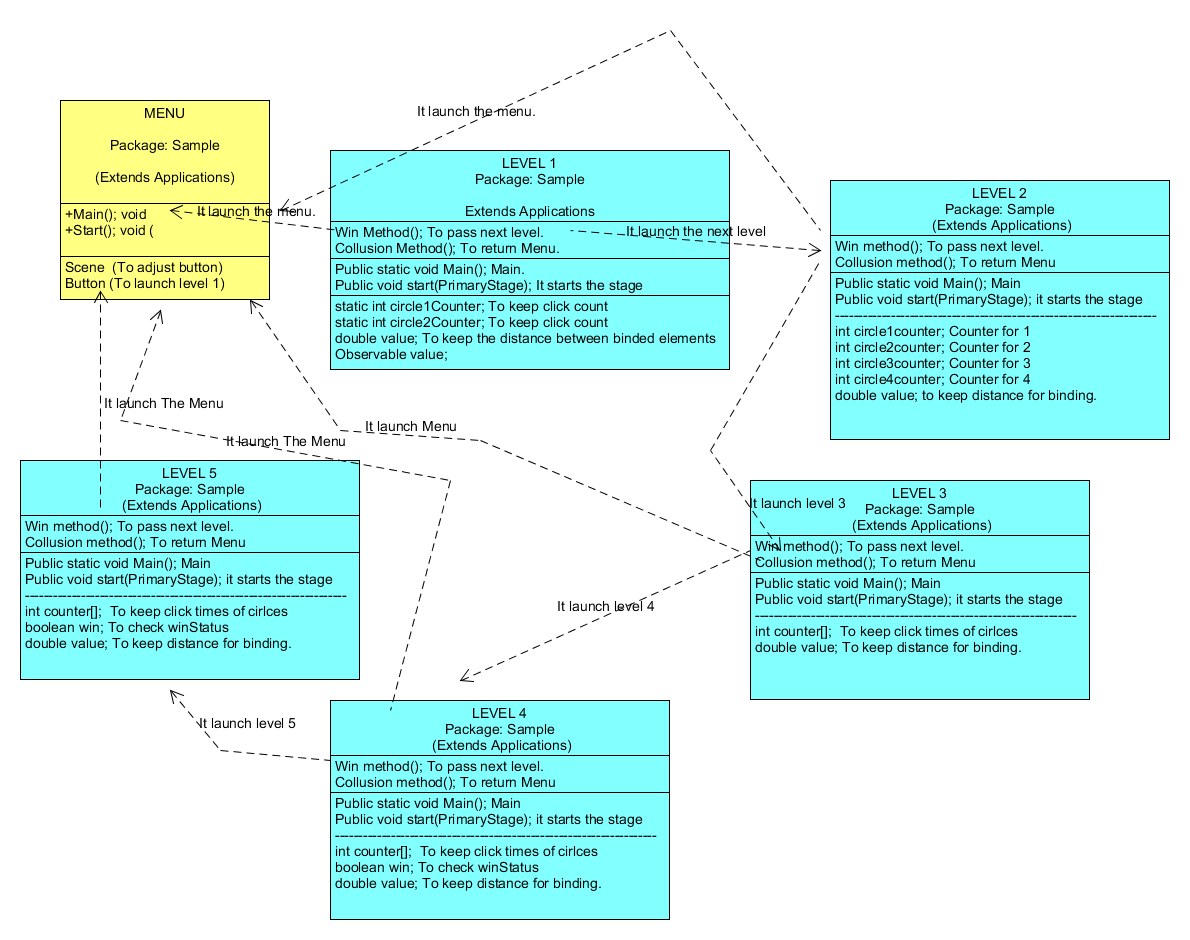 It launch the menu.
MENU
Package: Sample
(Extends Applications)
+Main(); void
+Start(); void (
Scene  (To adjust button)
Button (To launch level 1)
It launch the menu.
LEVEL 1
Package: Sample
Extends Applications
Win Method(); To pass next level.
Collusion Method(); To return Menu.
Public static void Main(); Main.
Public void start(PrimaryStage); It starts the stage
static int circle1Counter; To keep click count
static int circle2Counter; To keep click count
double value; To keep the distance between binded elements
Observable value;
It launch the next level
LEVEL 2
Package: Sample
(Extends Applications)
Win method(); To pass next level.
Collusion method(); To return Menu
Public static void Main(); Main
Public void start(PrimaryStage); it starts the stage
int circle1counter; Counter for 1
int circle2counter; Counter for 2
int circle3counter; Counter for 3
int circle4counter; Counter for 4
double value; to keep distance for binding.
It launch The Menu
It launch The Menu
It launch Menu
LEVEL 5
Package: Sample
(Extends Applications)
Win method(); To pass next level.
Collusion method(); To return Menu
Public static void Main(); Main
Public void start(PrimaryStage); it starts the stage
int counter[];  To keep click times of cirlces
boolean win; To check winStatus
double value; To keep distance for binding.
It launch level 3
LEVEL 3
Package: Sample
(Extends Applications)
Win method(); To pass next level.
Collusion method(); To return Menu
Public static void Main(); Main
Public void start(PrimaryStage); it starts the stage
int counter[];  To keep click times of cirlces
double value; To keep distance for binding.
It launch level 4
It launch level 5
LEVEL 4
Package: Sample
(Extends Applications)
Win method(); To pass next level.
Collusion method(); To return Menu
Public static void Main(); Main
Public void start(PrimaryStage); it starts the stage
int counter[];  To keep click times of cirlces
boolean win; To check winStatus
double value; To keep distance for binding.